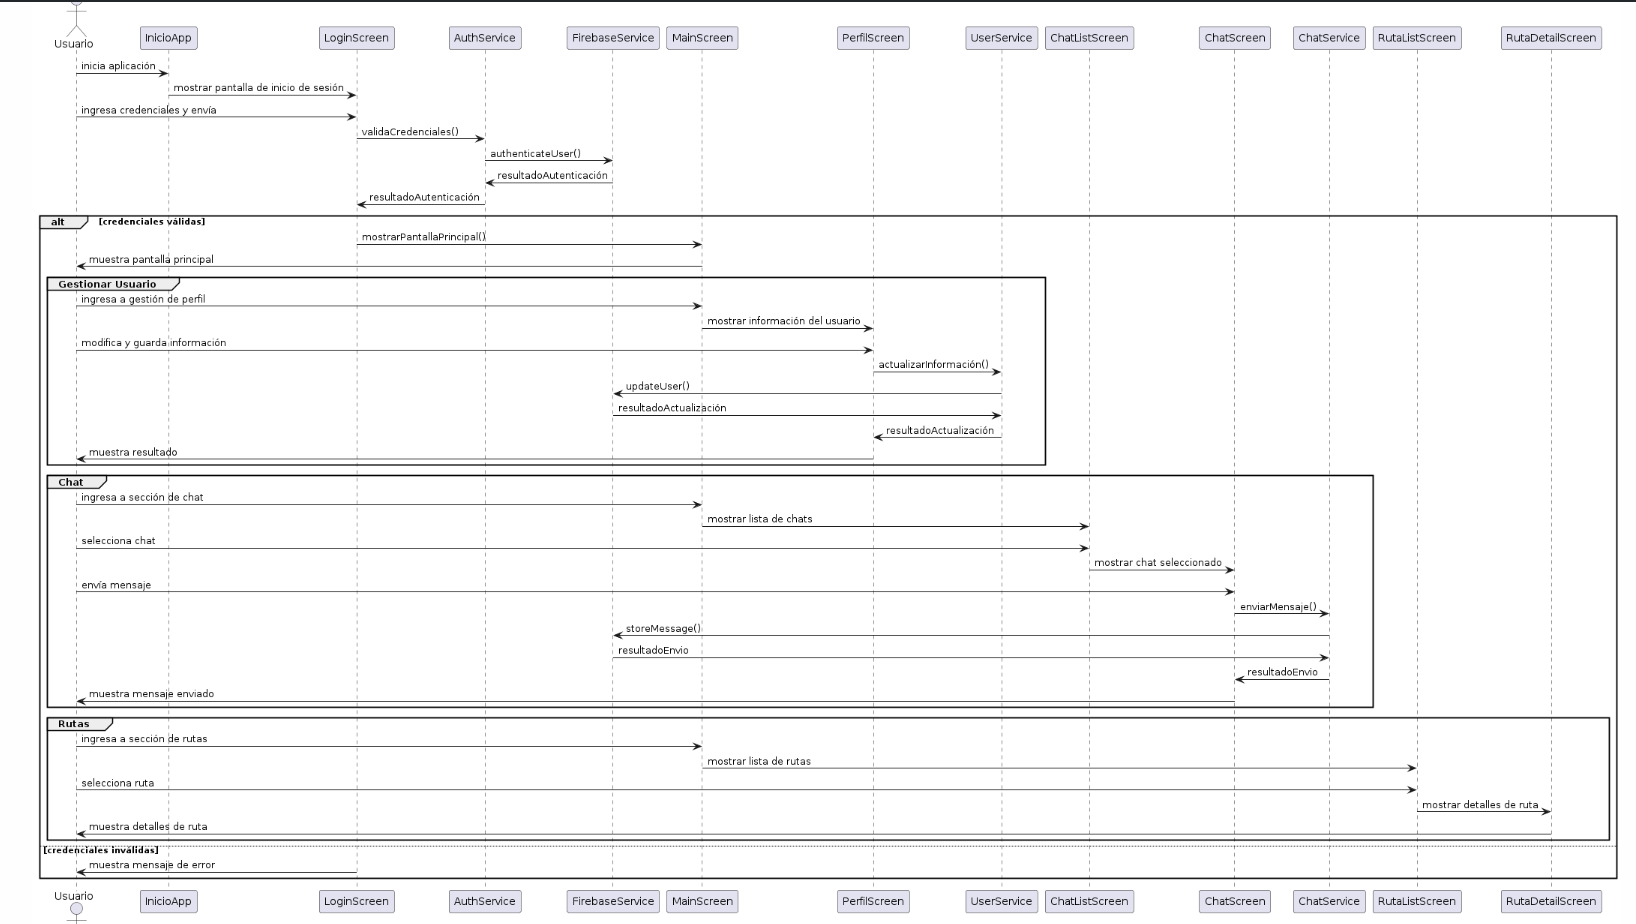 Usuario
InicioApp
LoginScreen
AuthService
FirebaseService
MainScreen
PerfilScreen
UserService
ChatListScreen
ChatScreen
ChatService
RutaListScreen
RutaDetailScreen
inicia aplicación
mostrar pantalla de inicio de sesión
ingresa credenciales y envía
validaCredenciales()
authenticateUser()
resultadoAutenticación
resultadoAutenticación
alt [credenciales válidas]
mostrarPantallaPrincipal()
muestra pantalla principal
Gestionar Usuario
ingresa a gestión de perfil
mostrar información del usuario
modifica y guarda información
actualizarInformación()
updateUser()
resultadoActualización
resultadoActualización
muestra resultado
Chat
ingresa a sección de chat
mostrar lista de chats
selecciona chat
mostrar chat seleccionado
envía mensaje
enviarMensaje()
storeMessage()
resultadoEnvio
resultadoEnvio
muestra mensaje enviado
Rutas
ingresa a sección de rutas
mostrar lista de rutas
selecciona ruta
mostrar detalles de ruta
muestra detalles de ruta
[credenciales inválidas]
muestra mensaje de error
Usuario
InicioApp
LoginScreen
AuthService
FirebaseService
MainScreen
PerfilScreen
UserService
ChatListScreen
ChatScreen
ChatService
RutaListScreen
RutaDetailScreen